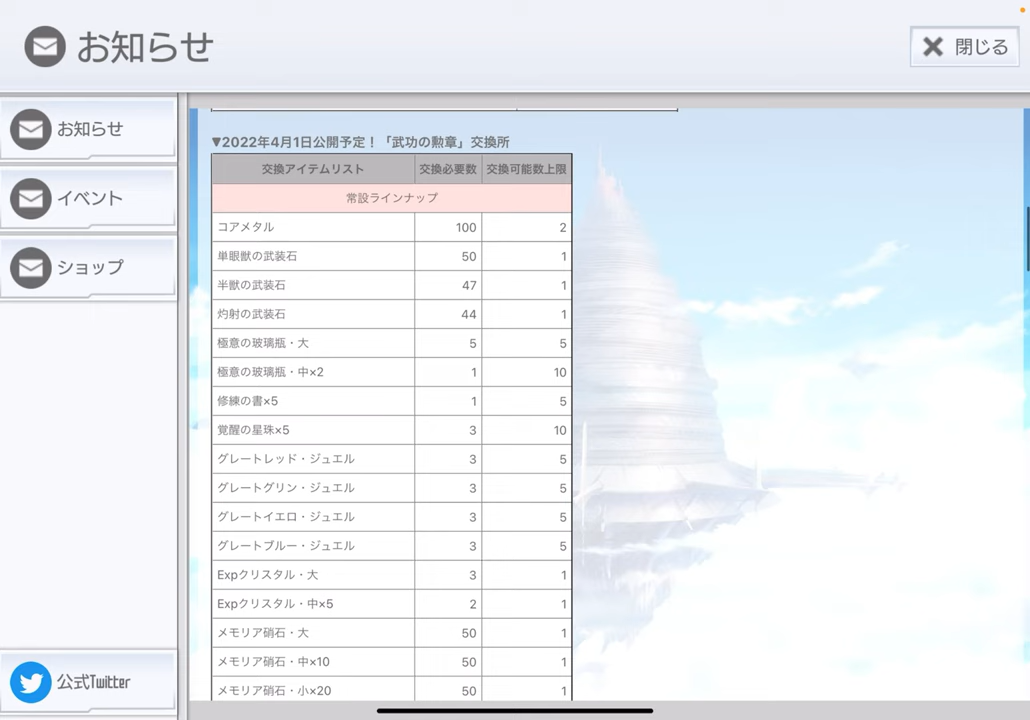 お知らせ
閉じる
お知らせ
イベント
ショップ
公式Twitter
▼2022年4月1日公開予定！「武功の勲章」交換所
交換アイテムリスト 交換必要数 交換可能数上限
常設ラインナップ
コアメタル 100 2
単眼獣の武装石 50 1
半獣の武装石 47 1
灼射の武装石 44 1
極意の玻璃瓶・大 5 5
極意の玻璃瓶・中×2 1 10
修練の書×5 1 5
覚醒の星珠×5 3 10
グレートレッド・ジュエル 3 5
グレートグリン・ジュエル 3 5
グレートイエロ・ジュエル 3 5
グレートブルー・ジュエル 3 5
Expクリスタル・大 3 1
Expクリスタル・中×5 2 1
メモリア硝石・大 50 1
メモリア硝石・中×10 50 1
メモリア硝石・小×20 50 1